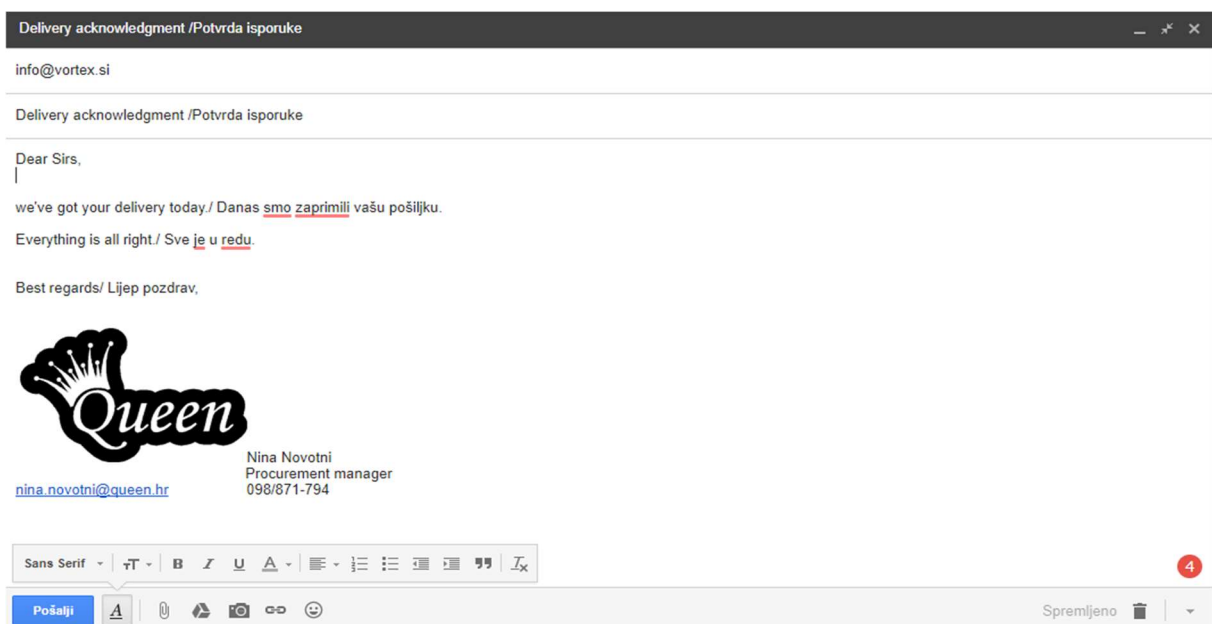 Delivery acknowledgment /Potvrda isporuke
info@vortex.si
Delivery acknowledgment /Potvrda isporuke
Dear Sirs,
we've got your delivery today./ Danas smo zaprimili vašu pošiljku.
Everything is all right./ Sve je u redu.
Best regards/ Lijep pozdrav,
Queen
Nina Novotni
Procurement manager
nina.novotni@queen.hr 098/871-794
Sans Serif
4
Pošalji
Spremljeno